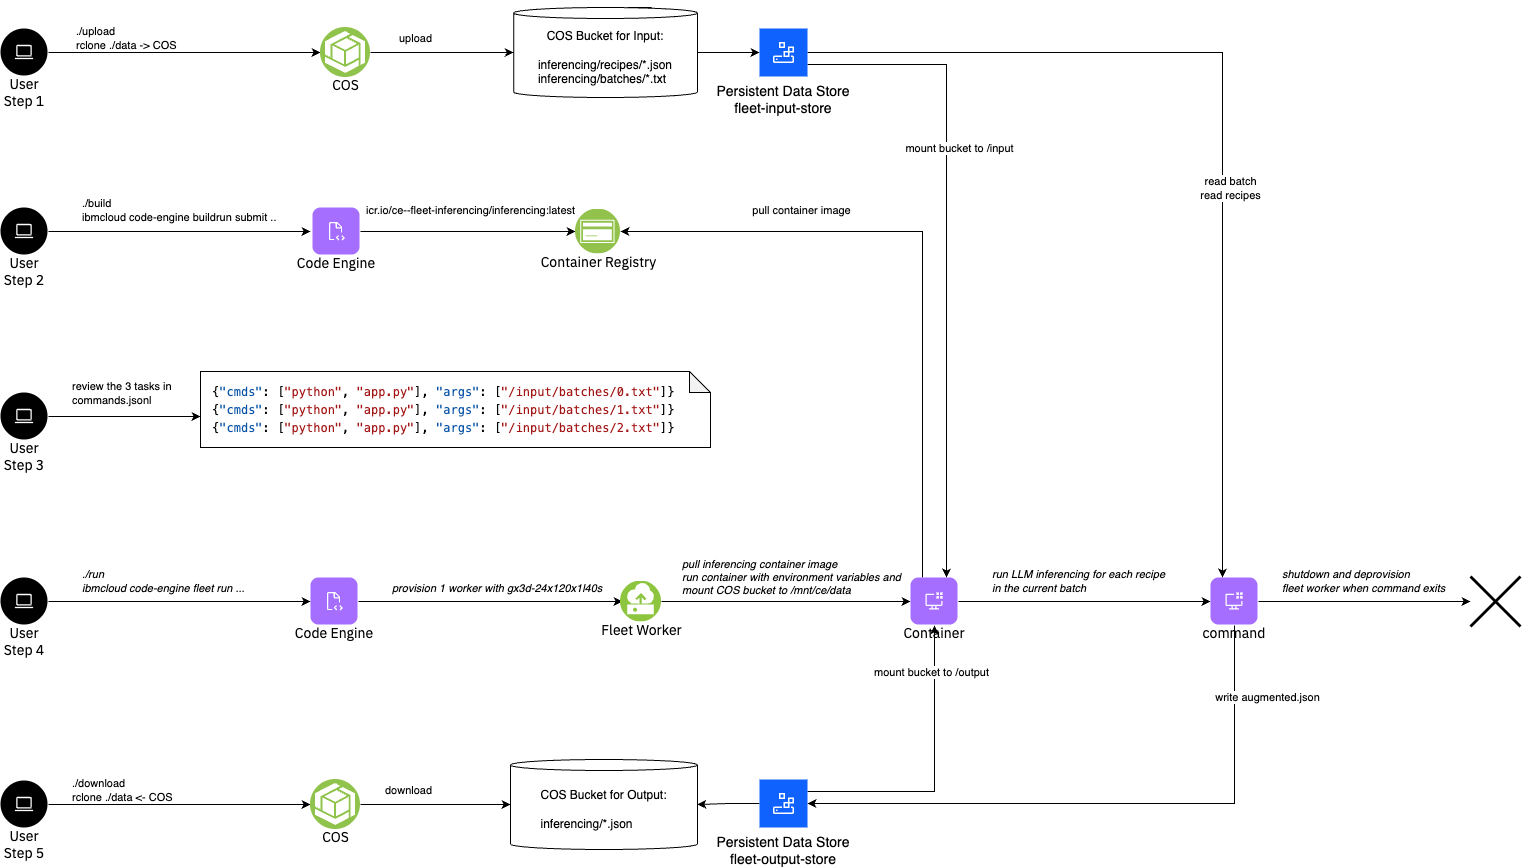 ./upload
rclone ./data -> COS
User
Step 1
COS
upload
COS Bucket for Input:
inferencing/recipes/*.json
inferencing/batches/*.txt
Persistent Data Store
fleet-input-store
mount bucket to /input
read batch
read recipes
./build
ibmcloud code-engine buildrun submit ..
User
Step 2
Code Engine
icr.io/ce--fleet-inferencing/inferencing:latest
Container Registry
pull container image
review the 3 tasks in
commands.jsonl
User
Step 3
{"cmds": ["python", "app.py"], "args": ["/input/batches/0.txt"]}
{"cmds": ["python", "app.py"], "args": ["/input/batches/1.txt"]}
{"cmds": ["python", "app.py"], "args": ["/input/batches/2.txt"]}
./run
ibmcloud code-engine fleet run ...
User
Step 4
Code Engine
provision 1 worker with gx3d-24x120x1l40s
Fleet Worker
pull inferencing container image
run container with environment variables and
mount COS bucket to /mnt/ce/data
Container
run LLM inferencing for each recipe
in the current batch
command
shutdown and deprovision
fleet worker when command exits
mount bucket to /output
write augmented.json
./download
rclone ./data <- COS
User
Step 5
COS
download
COS Bucket for Output:
inferencing/*.json
Persistent Data Store
fleet-output-store